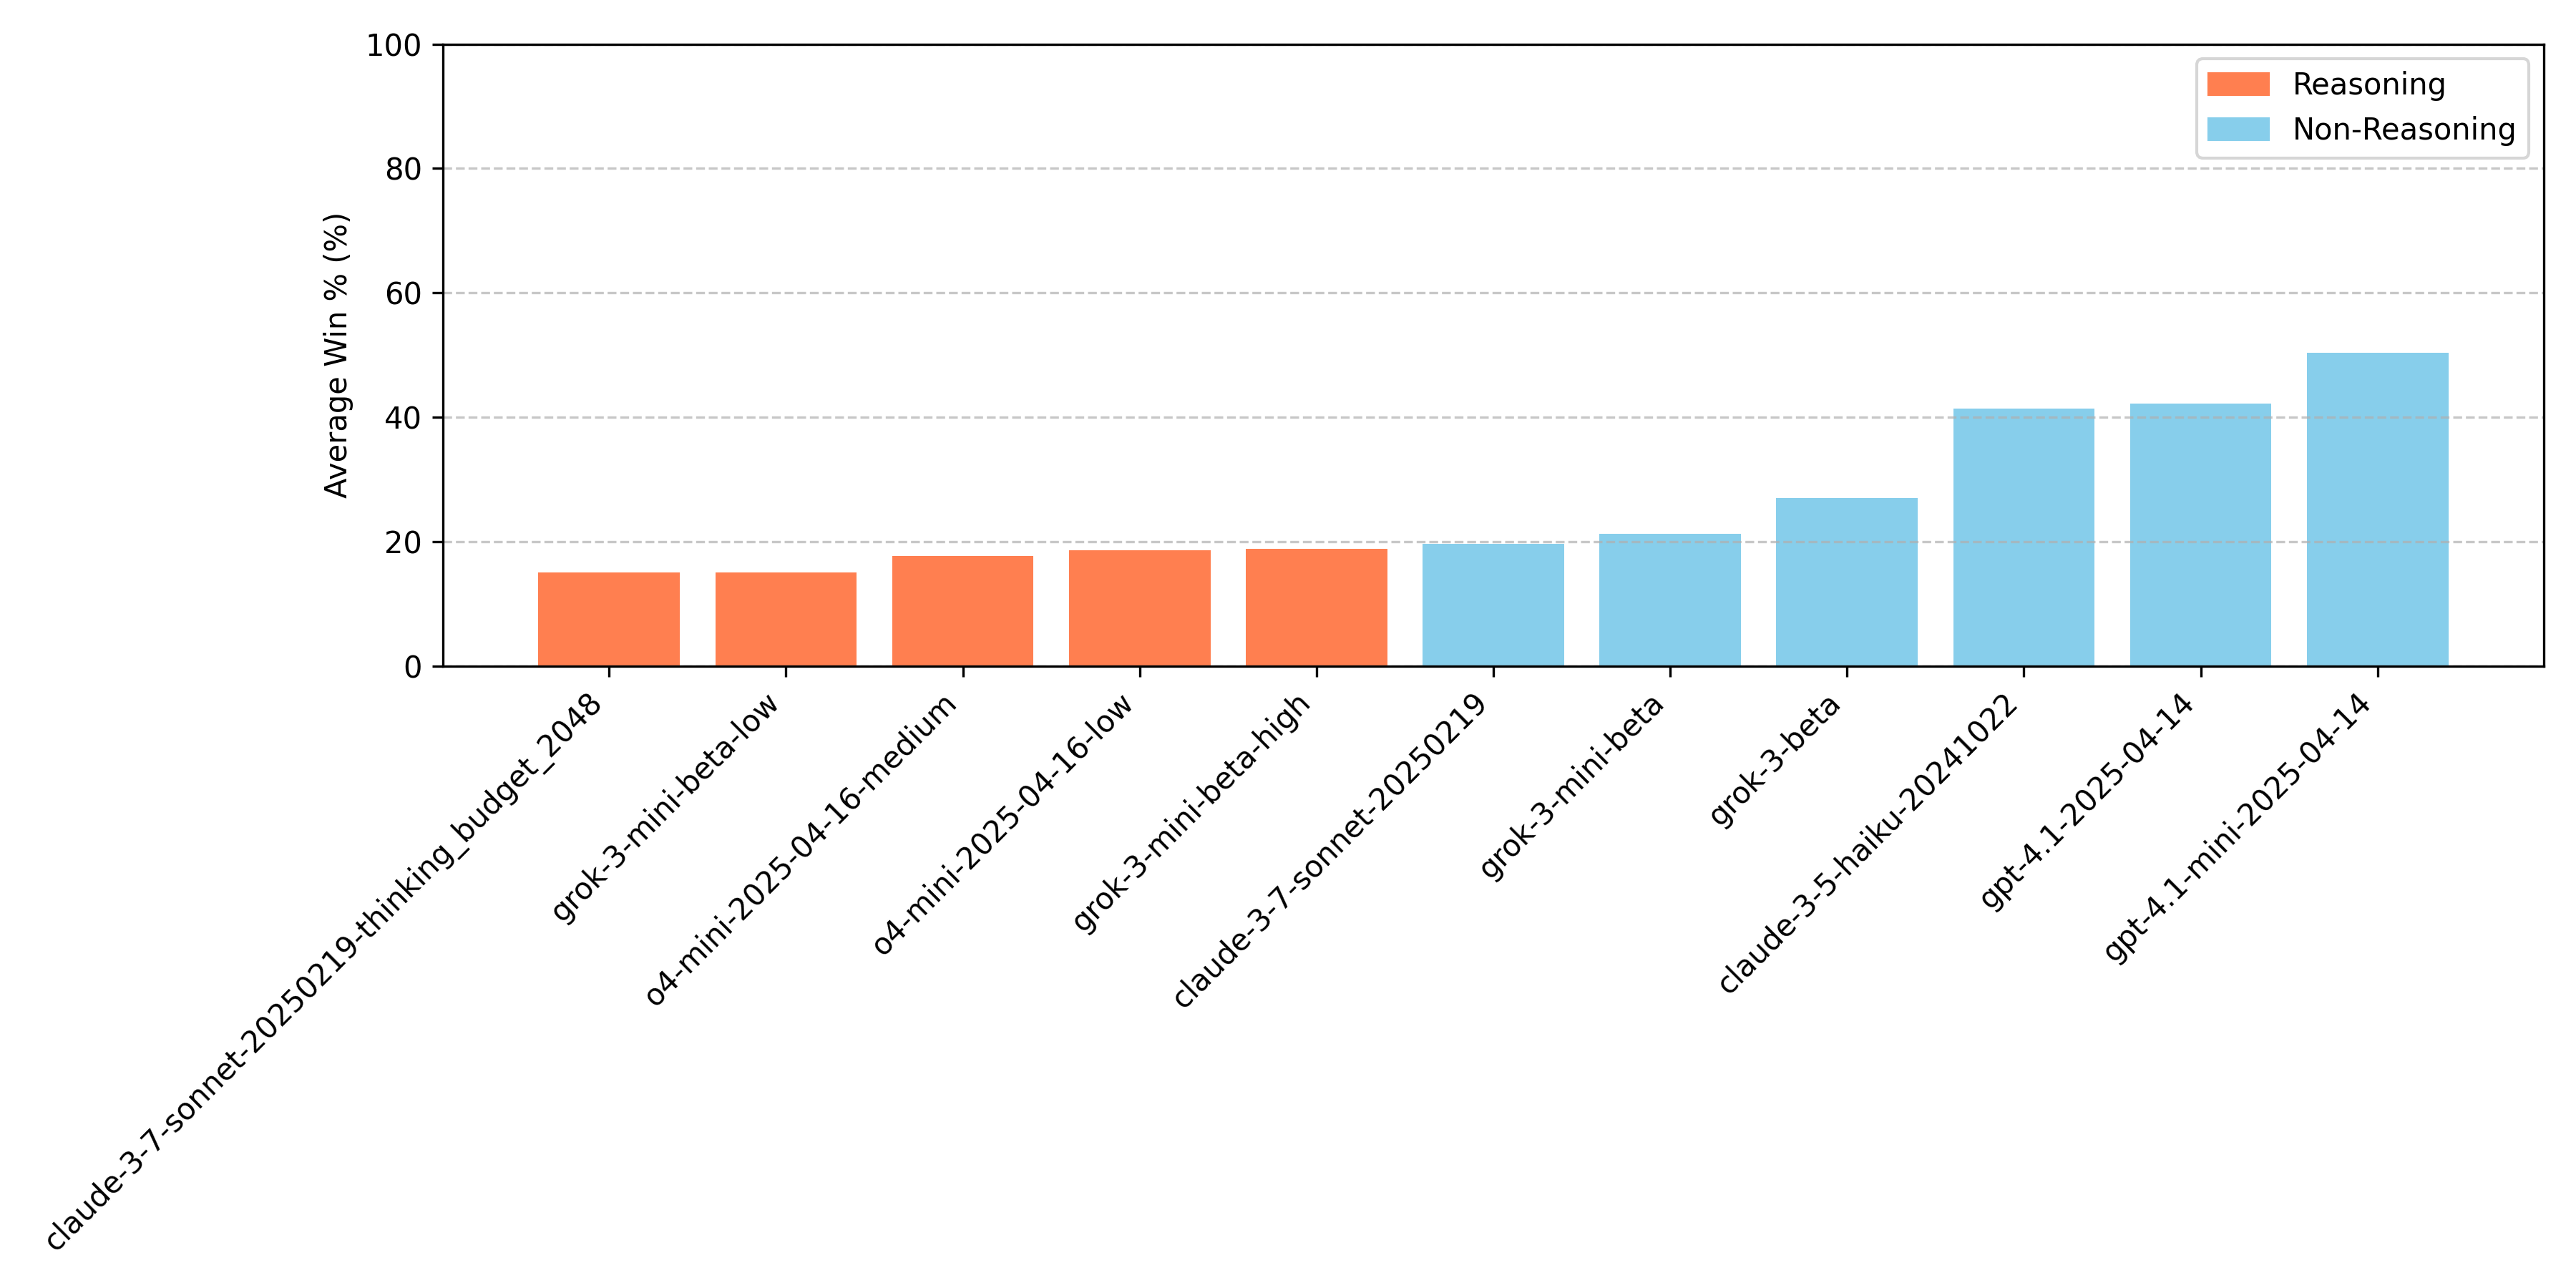 100
80
60
40
20
0
Average Win % (%)
Reasoning
Non-Reasoning
claude-3-7-sonnet-20250219-thinking_budget_2048
grok-3-mini-beta-low
o4-mini-2025-04-16-medium
o4-mini-2025-04-16-low
grok-3-mini-beta-high
claude-3-7-sonnet-20250219
grok-3-mini-beta
grok-3-beta
claude-3-5-haiku-20241022
gpt-4.1-2025-04-14
gpt-4.1-mini-2025-04-14